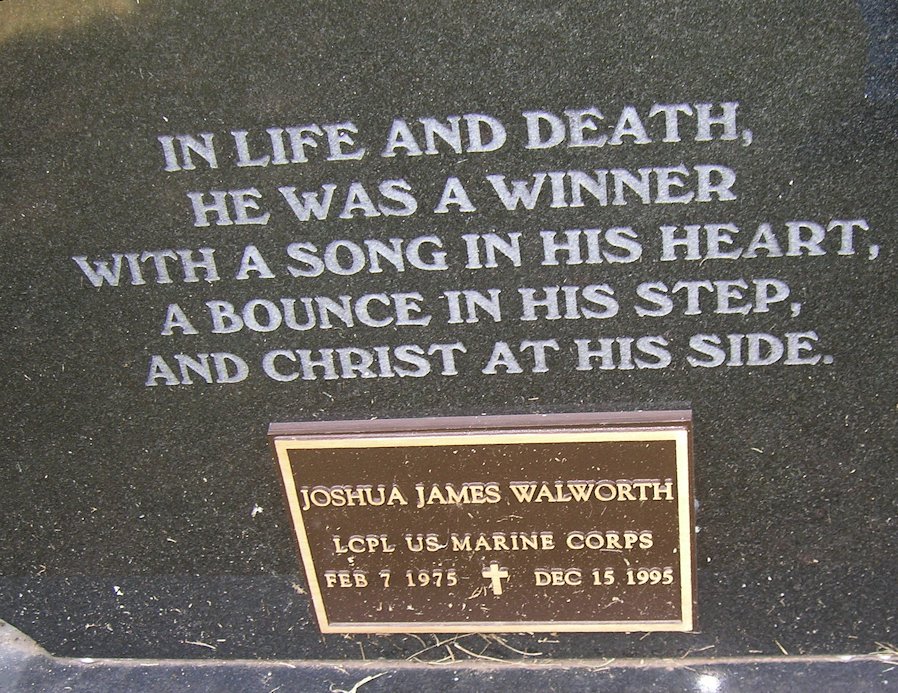 IN LIFE AND DEATH,
HE WAS A WINNER
WITH A SONG IN HIS HEART,
A BOUNCE IN HIS STEP,
AND CHRIST AT HIS SIDE.
JOSHUA JAMES WALWORTH
LCPL US MARINE CORPS
FEB 7 1975 DEC 15 1995